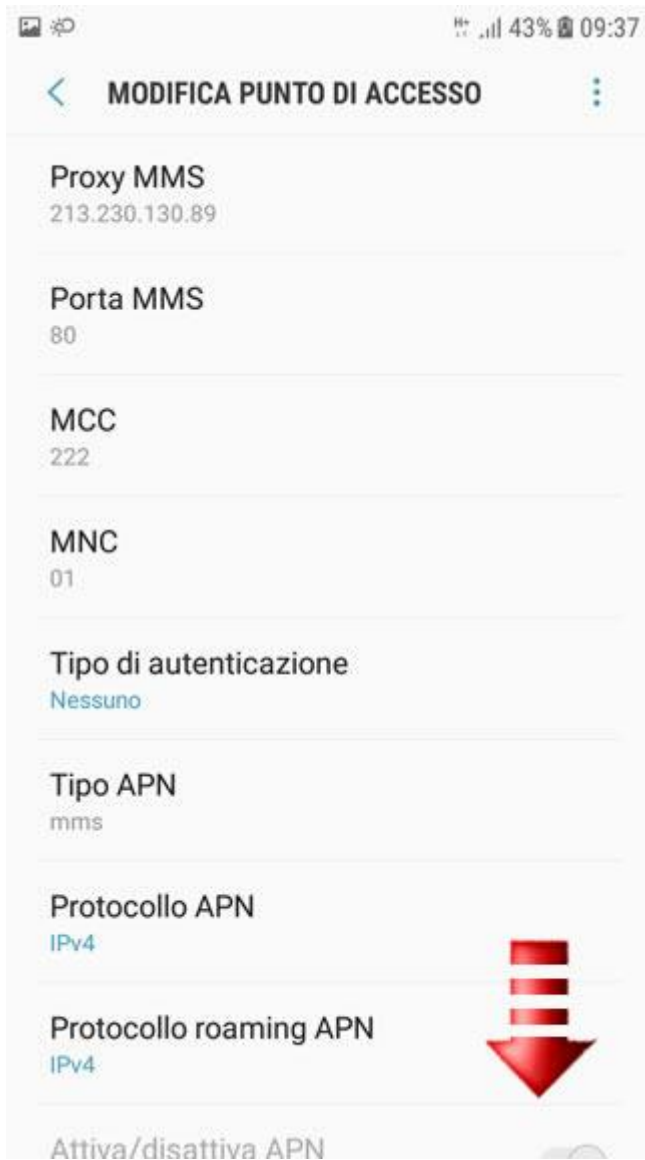 H+ 43% 09:37
MODIFICA PUNTO DI ACCESSO
Proxy MMS
213.230.130.89
Porta MMS
80
MCC
222
MNC
01
Tipo di autenticazione
Nessuno
Tipo APN
mms
Protocollo APN
IPv4
Protocollo roaming APN
IPv4
Attiva/disattiva APN